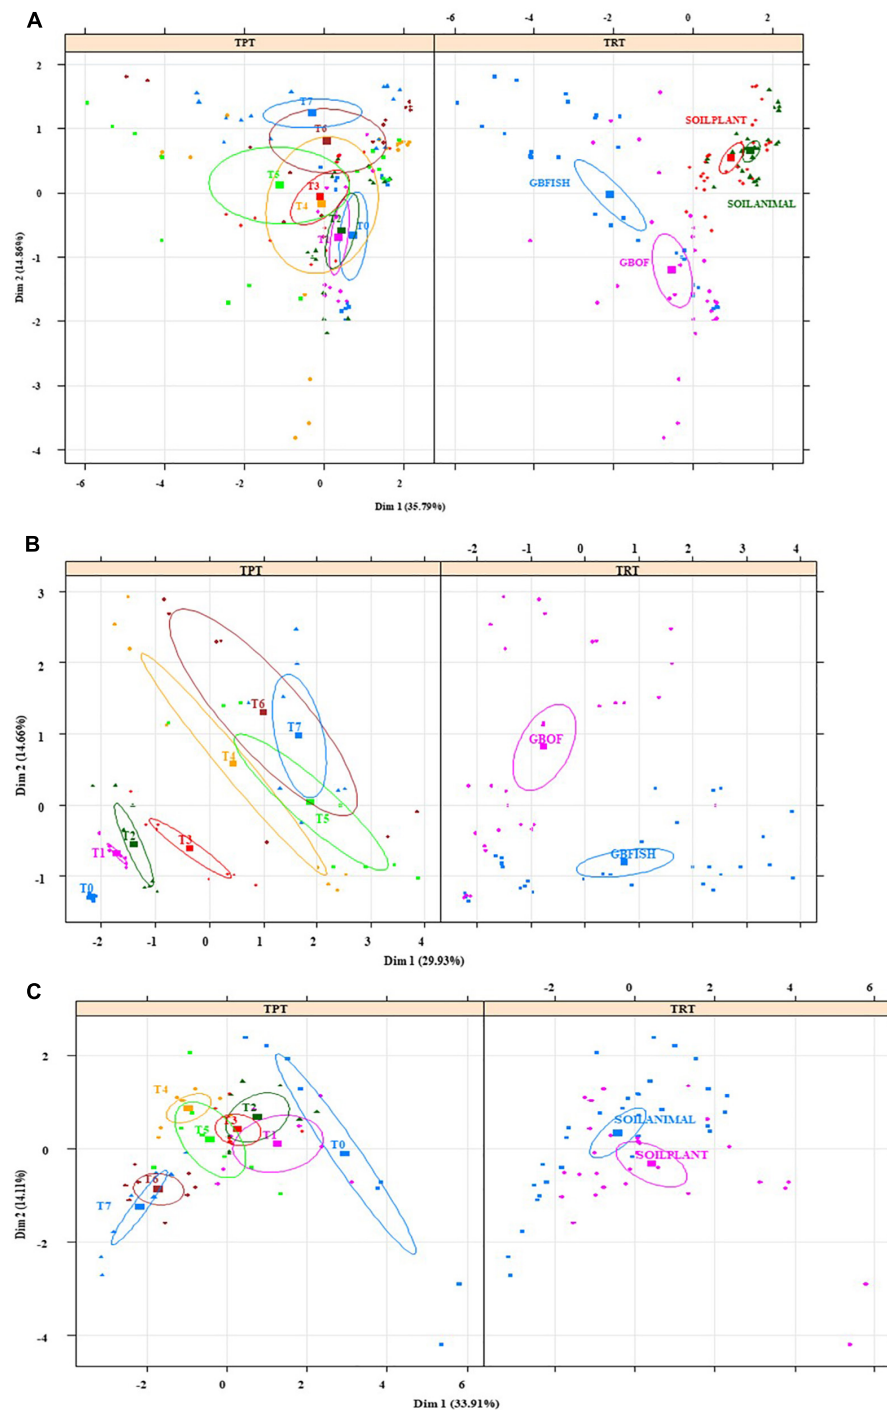 A
-6 -4 -2 0 2
TPT TRT
2
1
0
-1
-2
-3
-4
Dim 2 (14.86%)
T7
T6
T5
T3
T4
T2
T1
T0
SOILPLANT
GBFISH
SOILANIMAL
GBOF
-6 -4 -2 0 2
Dim 1 (35.79%)
B
-2 -1 0 1 2 3 4
TPT TRT
3
2
1
0
-1
Dim 2 (14.66%)
T6
T7
T4
T5
T2
T3
T1
T0
GBOF
GBFISH
-2 -1 0 1 2 3 4
Dim 1 (29.93%)
C
-2 0 2 4 6
TPT TRT
2
0
-2
-4
Dim 2 (14.11%)
T4
T2
T3
T5
T1
T0
T6
T7
SOILANIMAL
SOILPLANT
-2 0 2 4 6
Dim 1 (33.91%)